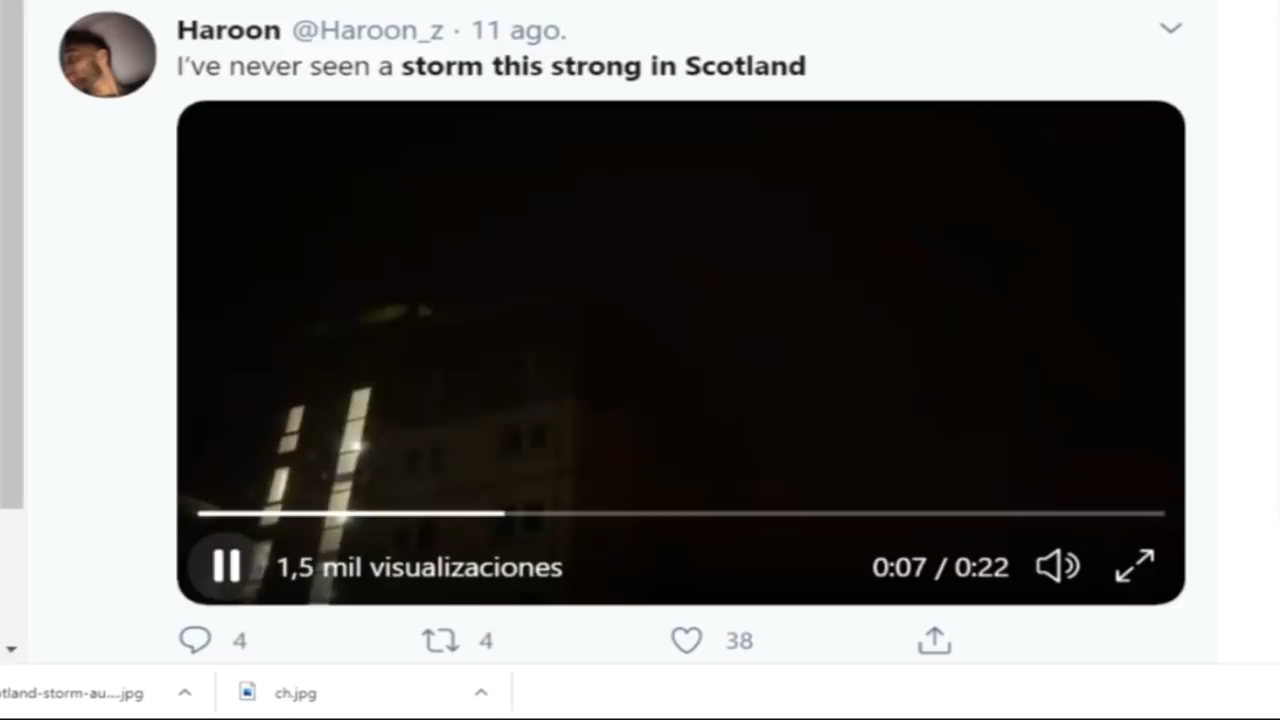 Haroon @Haroon_z · 11 ago.
I've never seen a storm this strong in Scotland
1,5 mil visualizaciones 0:07 / 0:22
4 4 38
tland-storm-au....jpg ch.jpg